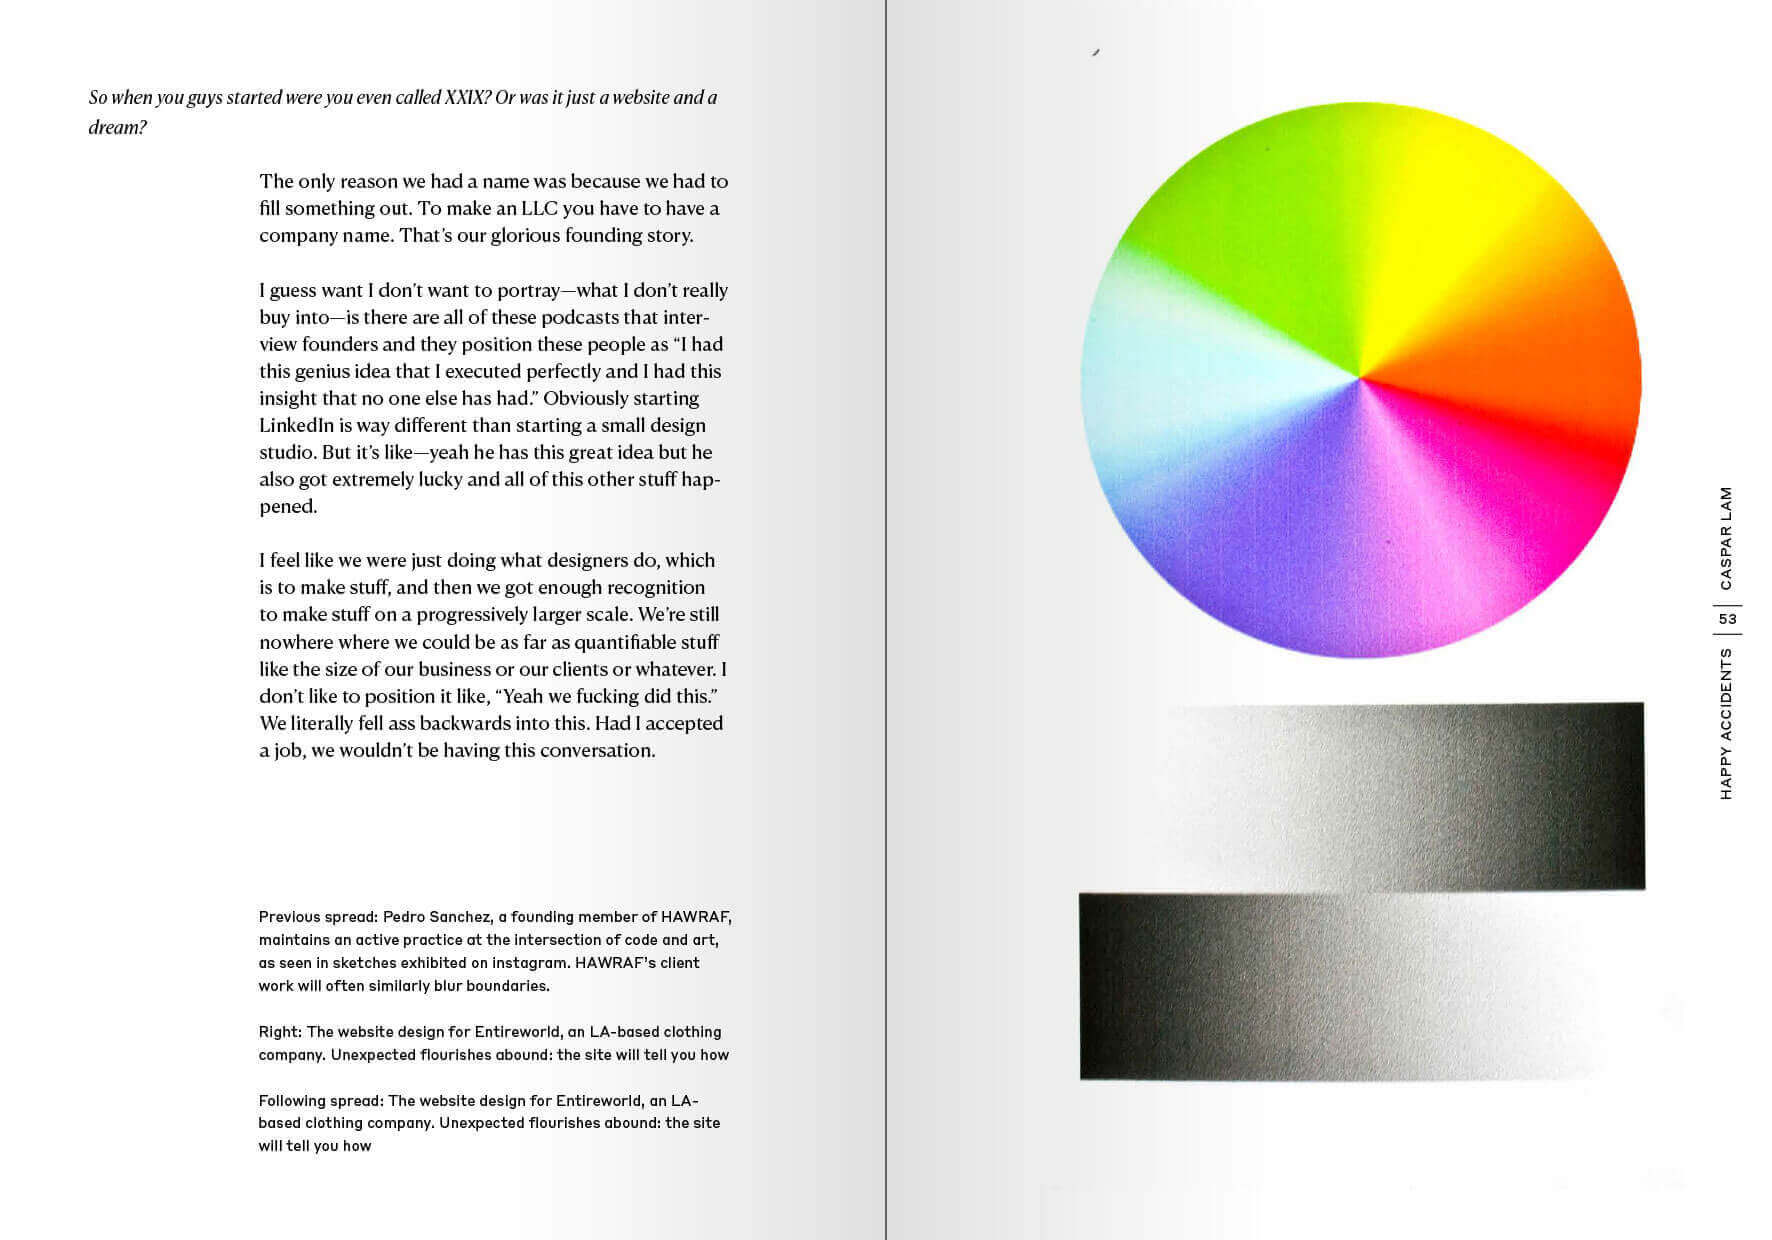 So when you guys started were you even called XXIX? Or was it just a website and a
dream?
The only reason we had a name was because we had to
fill something out. To make an LLC you have to have a
company name. That’s our glorious founding story.
I guess want I don’t want to portray—what I don’t really
buy into—is there are all of these podcasts that inter-
view founders and they position these people as “I had
this genius idea that I executed perfectly and I had this
insight that no one else has had.” Obviously starting
LinkedIn is way different than starting a small design
studio. But it’s like—yeah he has this great idea but he
also got extremely lucky and all of this other stuff hap-
pened.
I feel like we were just doing what designers do, which
is to make stuff, and then we got enough recognition
to make stuff on a progressively larger scale. We’re still
nowhere where we could be as far as quantifiable stuff
like the size of our business or our clients or whatever. I
don’t like to position it like, “Yeah we fucking did this.”
We literally fell ass backwards into this. Had I accepted
a job, we wouldn’t be having this conversation.
Previous spread: Pedro Sanchez, a founding member of HAWRAF,
maintains an active practice at the intersection of code and art,
as seen in sketches exhibited on instagram. HAWRAF’s client
work will often similarly blur boundaries.
Right: The website design for Entireworld, an LA-based clothing
company. Unexpected flourishes abound: the site will tell you how
Following spread: The website design for Entireworld, an LA-
based clothing company. Unexpected flourishes abound: the site
will tell you how
HAPPY ACCIDENTS
53
CASPAR LAM